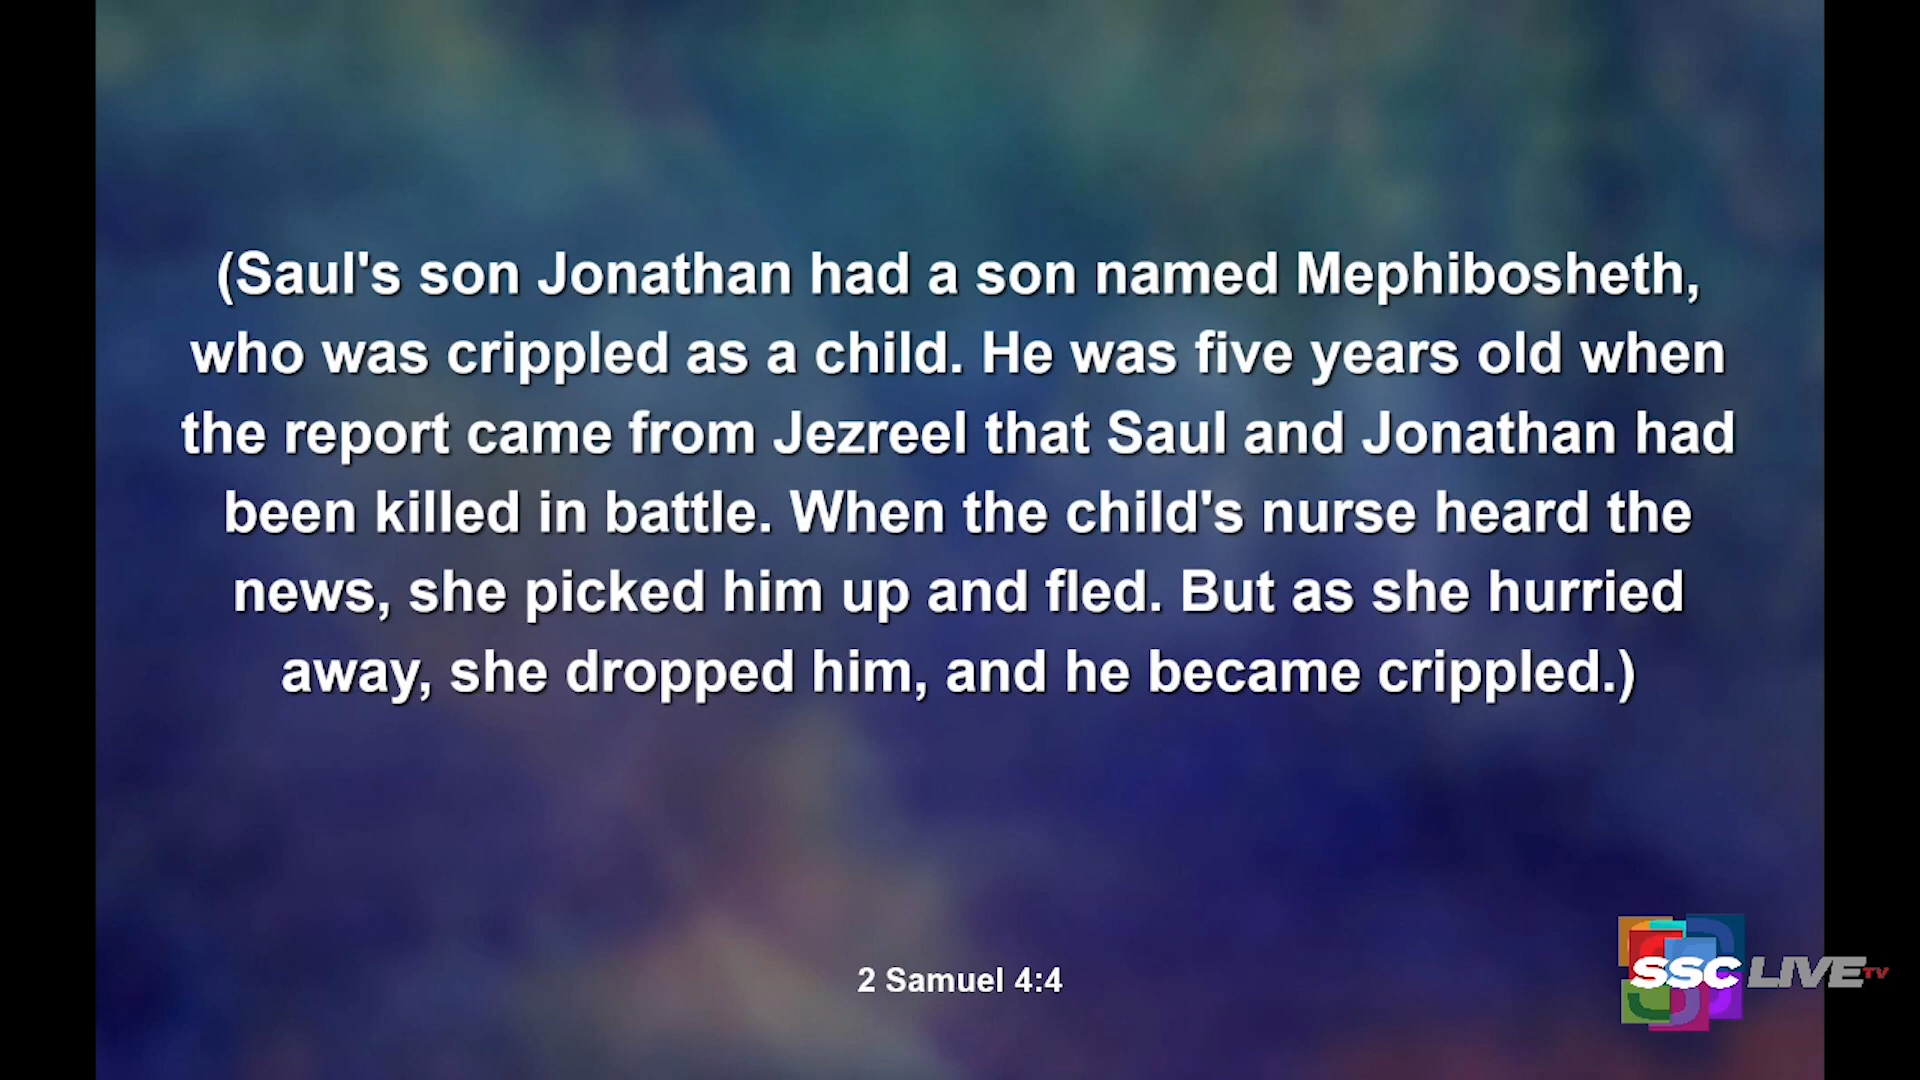 (Saul's son Jonathan had a son named Mephibosheth,
who was crippled as a child. He was five years old when
the report came from Jezreel that Saul and Jonathan had
been killed in battle. When the child's nurse heard the
news, she picked him up and fled. But as she hurried
away, she dropped him, and he became crippled.)
2 Samuel 4:4
SSC LIVE TV